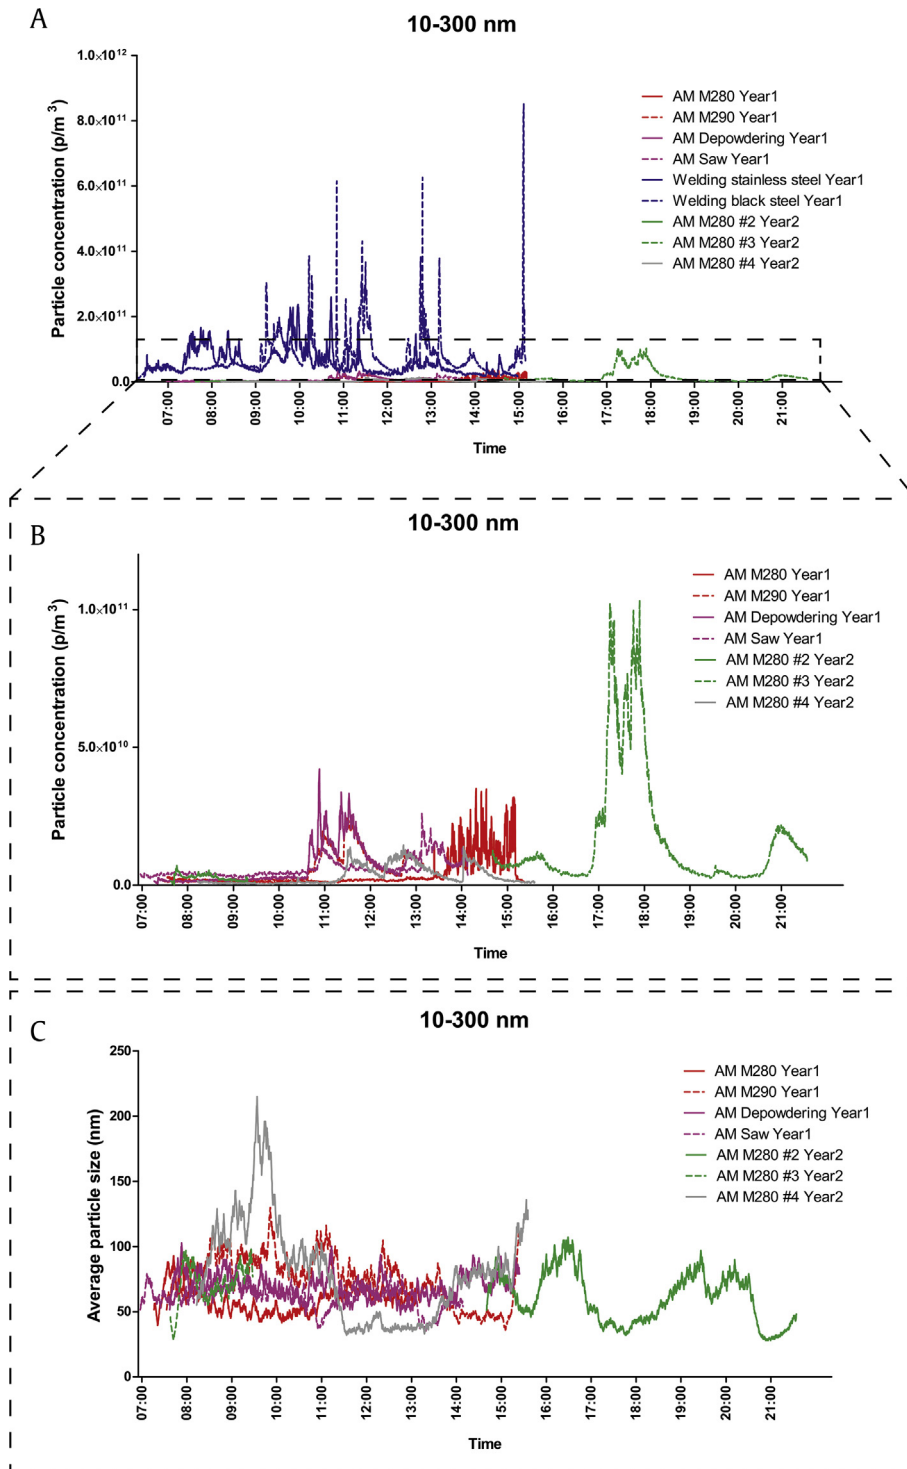 A
10-300 nm
Particle concentration (p/m³)
1.0×10¹²
8.0×10¹¹
6.0×10¹¹
4.0×10¹¹
2.0×10¹¹
0.0
AM M280 Year1
AM M290 Year1
AM Depowdering Year1
AM Saw Year1
Welding stainless steel Year1
Welding black steel Year1
AM M280 #2 Year2
AM M280 #3 Year2
AM M280 #4 Year2
07:00 08:00 09:00 10:00 11:00 12:00 13:00 14:00 15:00 16:00 17:00 18:00 19:00 20:00 21:00
Time
B
10-300 nm
Particle concentration (p/m³)
1.0×10¹¹
5.0×10¹⁰
0.0
AM M280 Year1
AM M290 Year1
AM Depowdering Year1
AM Saw Year1
AM M280 #2 Year2
AM M280 #3 Year2
AM M280 #4 Year2
07:00 08:00 09:00 10:00 11:00 12:00 13:00 14:00 15:00 16:00 17:00 18:00 19:00 20:00 21:00
Time
C
10-300 nm
Average particle size (nm)
250
200
150
100
50
0
AM M280 Year1
AM M290 Year1
AM Depowdering Year1
AM Saw Year1
AM M280 #2 Year2
AM M280 #3 Year2
AM M280 #4 Year2
07:00 08:00 09:00 10:00 11:00 12:00 13:00 14:00 15:00 16:00 17:00 18:00 19:00 20:00 21:00
Time